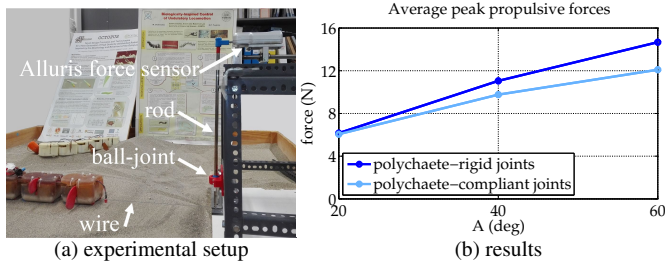 Alluris force sensor
rod
ball-joint
wire
(a) experimental setup
Average peak propulsive forces
force (N)
16
12
8
4
0
polychaete-rigid joints
polychaete-compliant joints
20
40
60
A (deg)
(b) results